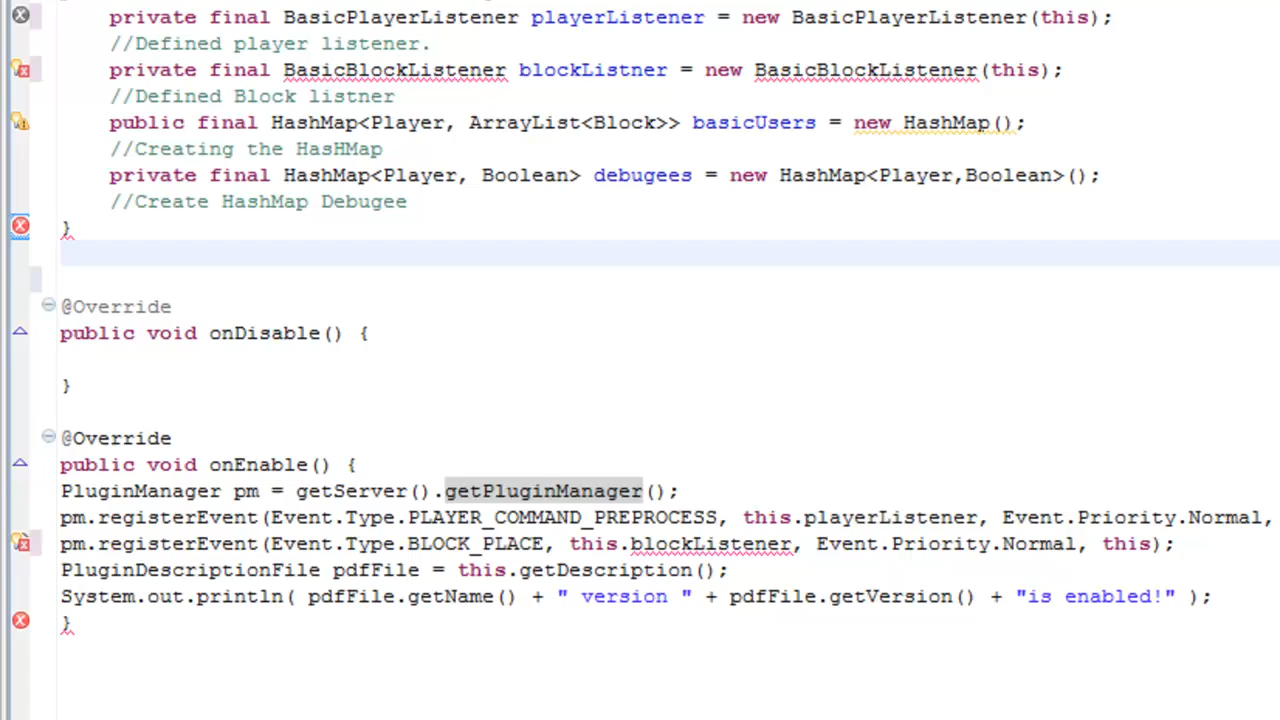 private final BasicPlayerListener playerListener = new BasicPlayerListener(this);
//Defined player listener.
private final BasicBlockListener blockListner = new BasicBlockListener(this);
//Defined Block listner
public final HashMap<Player, ArrayList<Block>> basicUsers = new HashMap();
//Creating the HasHMap
private final HashMap<Player, Boolean> debugees = new HashMap<Player,Boolean>();
//Create HashMap Debugee
}
@Override
public void onDisable() {
}
@Override
public void onEnable() {
PluginManager pm = getServer().getPluginManager();
pm.registerEvent(Event.Type.PLAYER_COMMAND_PREPROCESS, this.playerListener, Event.Priority.Normal,
pm.registerEvent(Event.Type.BLOCK_PLACE, this.blockListener, Event.Priority.Normal, this);
PluginDescriptionFile pdfFile = this.getDescription();
System.out.println( pdfFile.getName() + " version " + pdfFile.getVersion() + "is enabled!" );
}